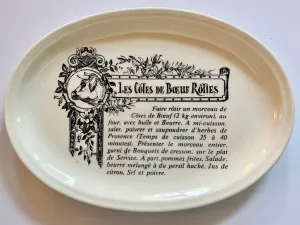 LES CÔTES DE BŒUF RÔTIES
Faire rôtir un morceau de
Côtes de Bœuf (2 kg environ), au
four, avec huile et Beurre. A mi-cuisson,
saler, poivrer et saupoudrer d'herbes de
Provence (Temps de cuisson 35 à 40
minutes). Présenter le morceau entier,
garni de Bouquets de cresson, sur le plat
de Service. A part, pommes frites, Salade,
beurre mélangé à du persil haché, Jus de
citron, Sel et poivre.